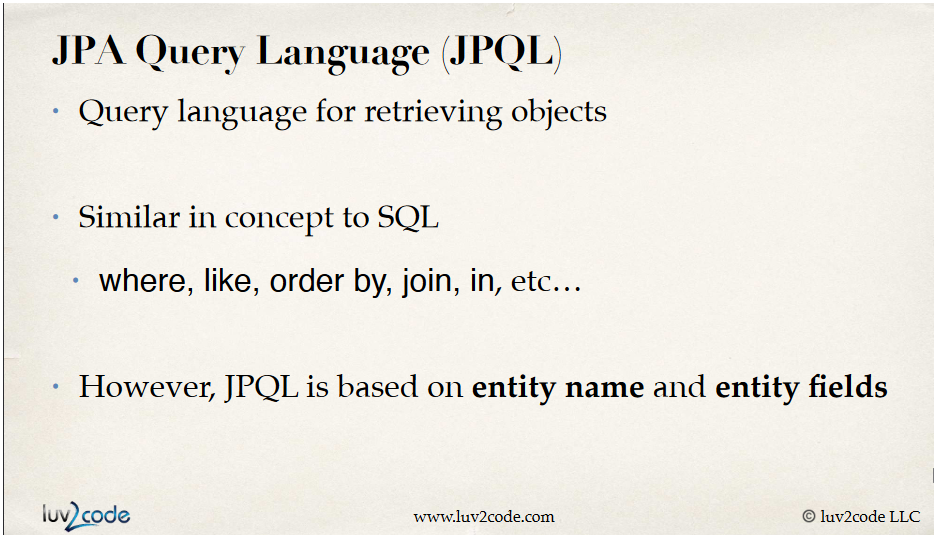 JPA Query Language (JPQL)
• Query language for retrieving objects
• Similar in concept to SQL
• where, like, order by, join, in, etc…
• However, JPQL is based on entity name and entity fields
luv2code
www.luv2code.com
© luv2code LLC